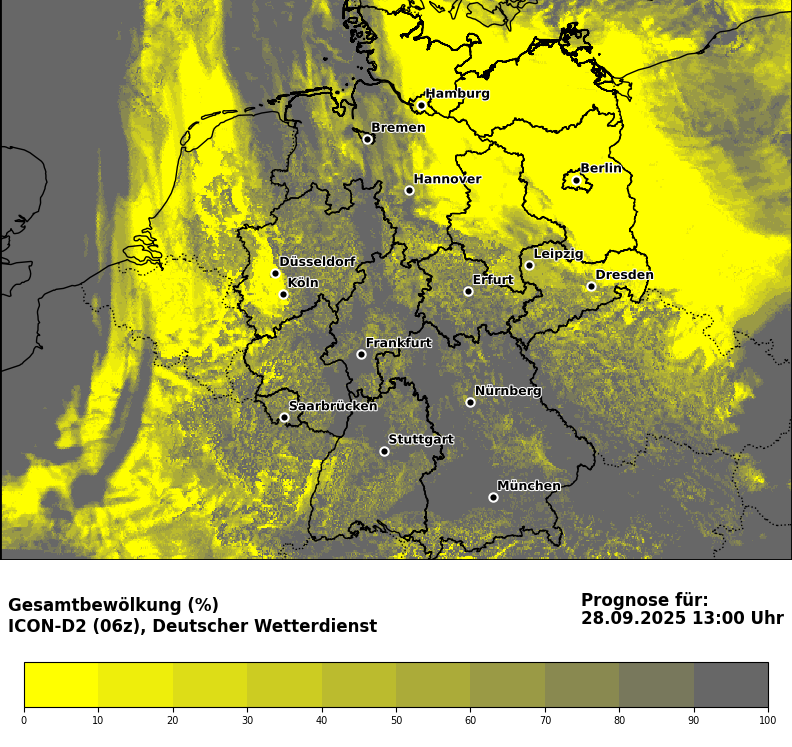 Hamburg
Bremen
Berlin
Hannover
Leipzig
Düsseldorf
Dresden
Köln
Erfurt
Frankfurt
Nürnberg
Saarbrücken
Stuttgart
München
Gesamtbewölkung (%)
ICON-D2 (06z), Deutscher Wetterdienst
Prognose für:
28.09.2025 13:00 Uhr
0 10 20 30 40 50 60 70 80 90 100